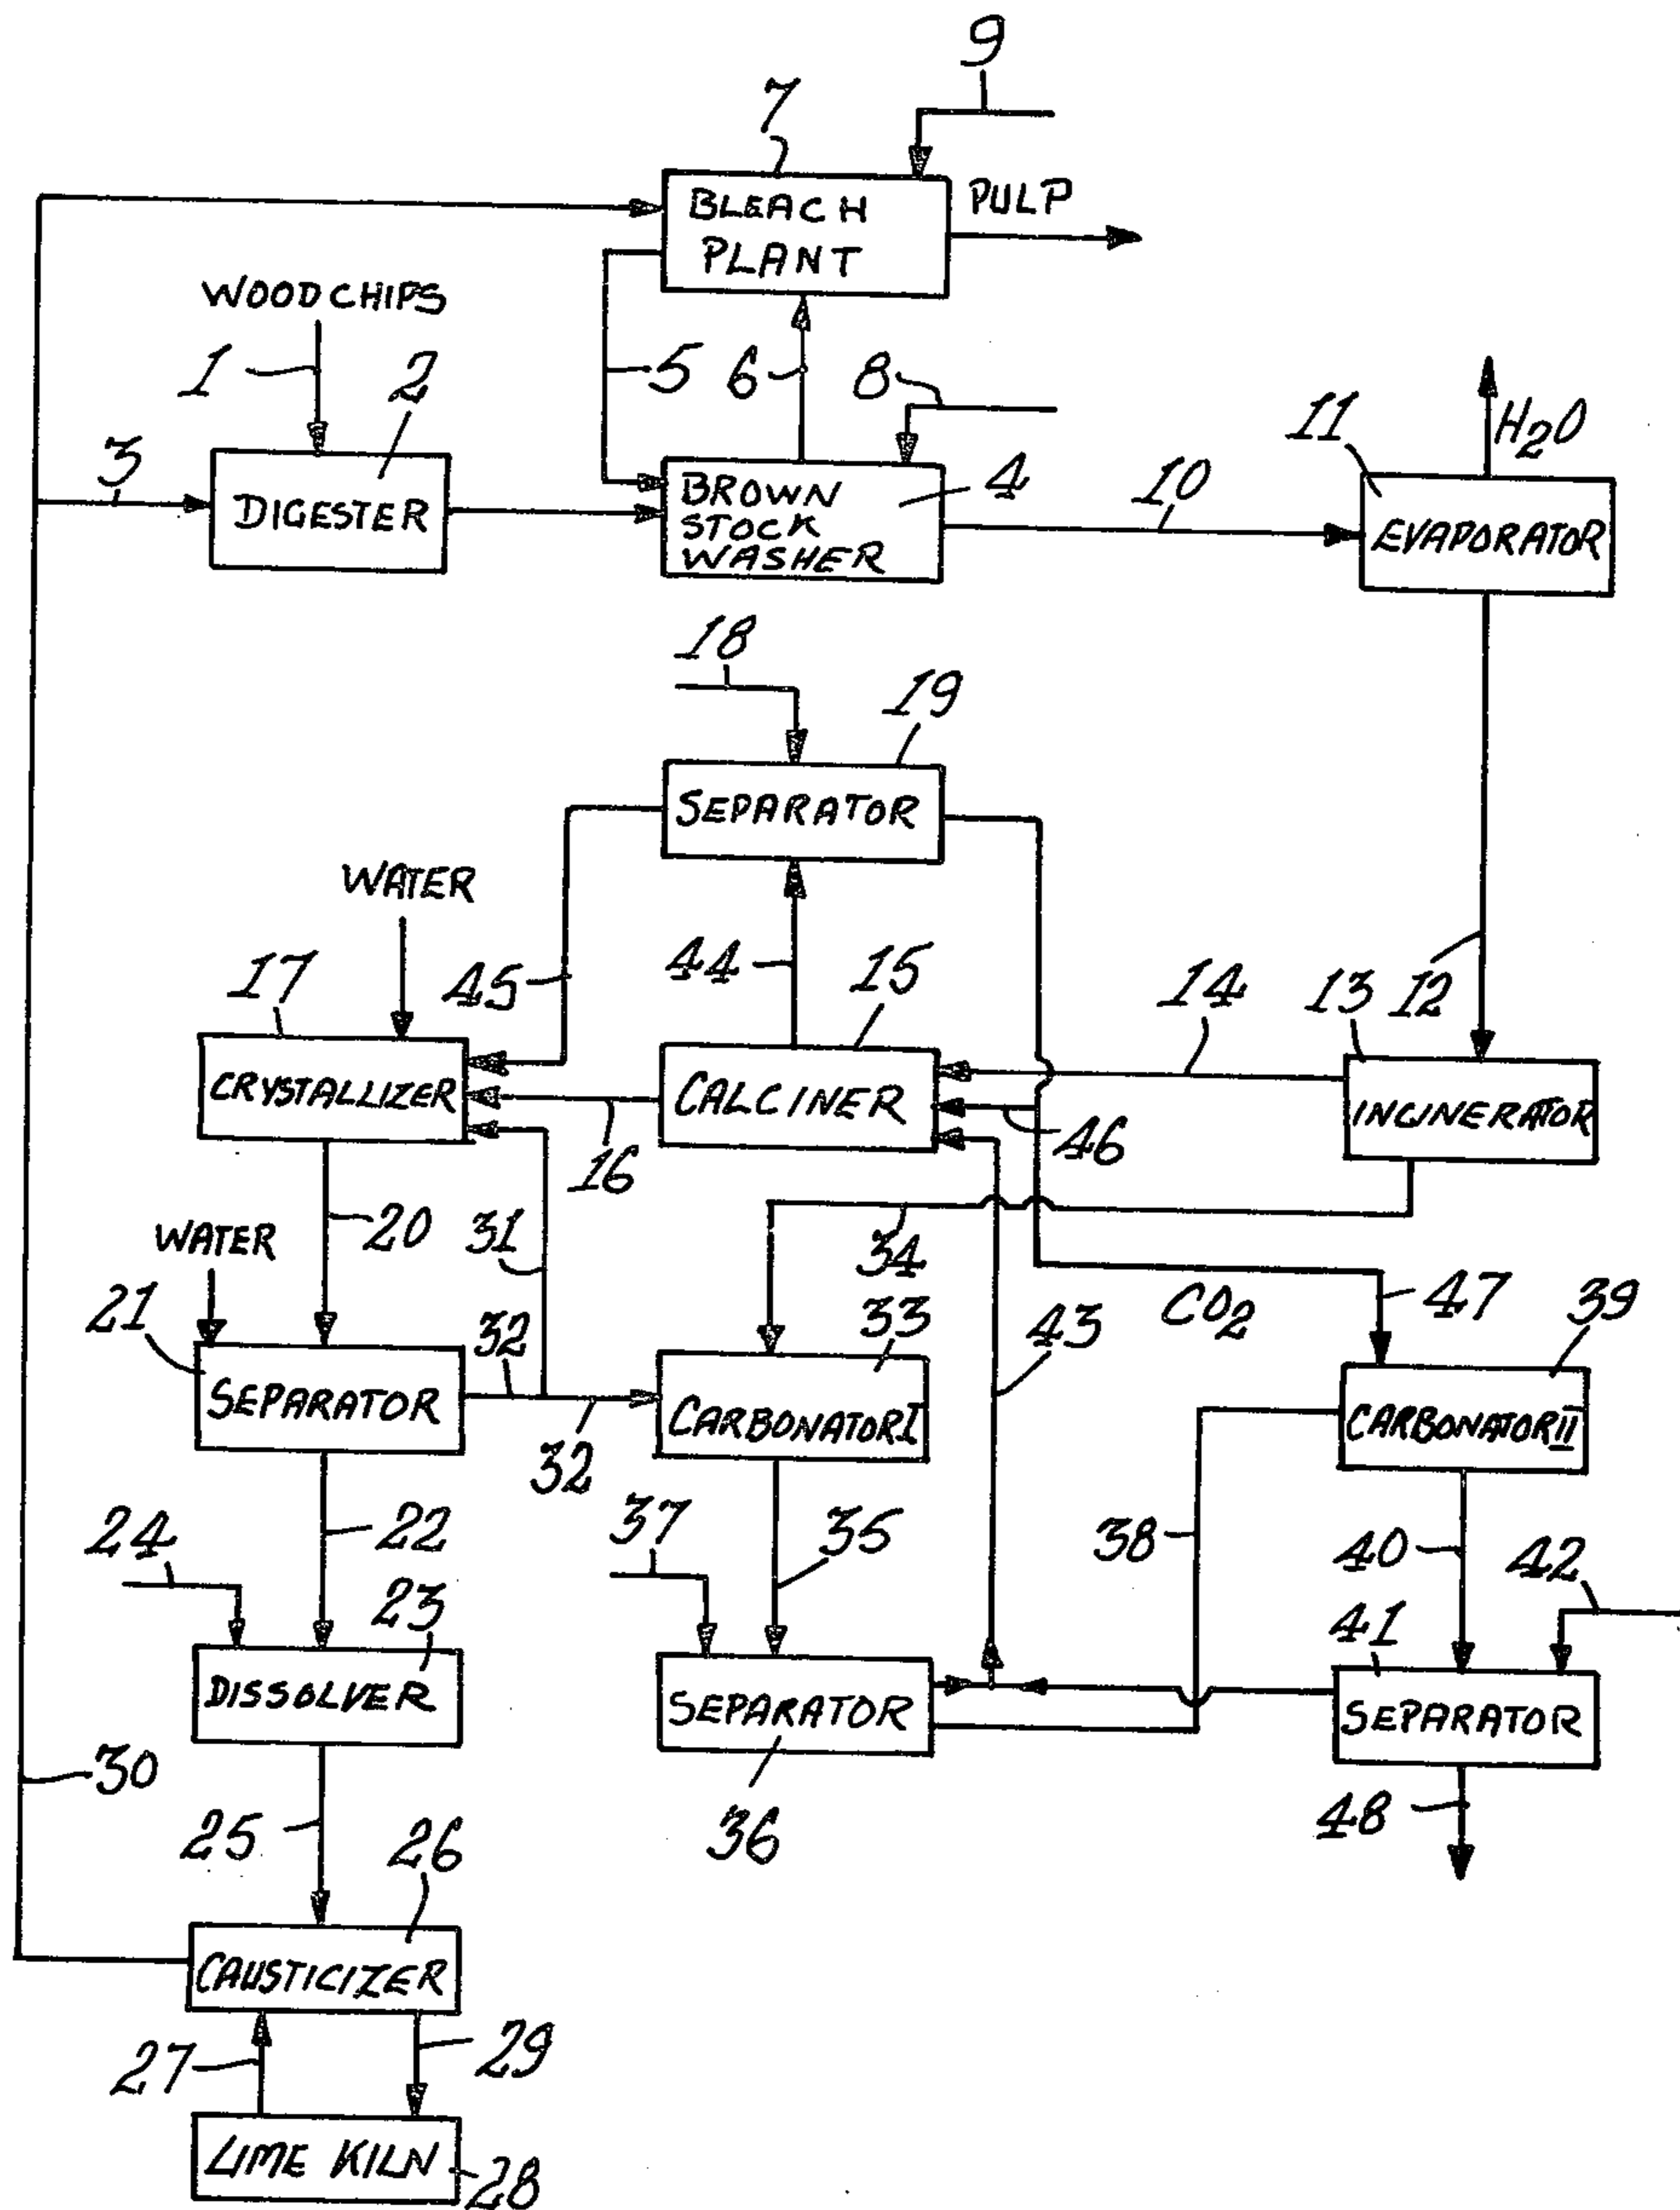 9
7
BLEACH
PLANT
PULP
WOODCHIPS
1
2
5
6
8
11
H2O
3
DIGESTER
BROWN
STOCK
WASHER
4
10
EVAPORATOR
18
19
SEPARATOR
WATER
17
45
44
15
14
13
12
CRYSTALLIZER
CALCINER
INCINERATOR
16
46
20
31
34
WATER
21
32
33
43
CO2
47
39
SEPARATOR
CARBONATOR I
CARBONATOR II
32
24
22
37
35
38
40
42
23
41
DISSOLVER
SEPARATOR
SEPARATOR
30
36
48
25
26
CAUSTICIZER
27
29
LIME KILN
28